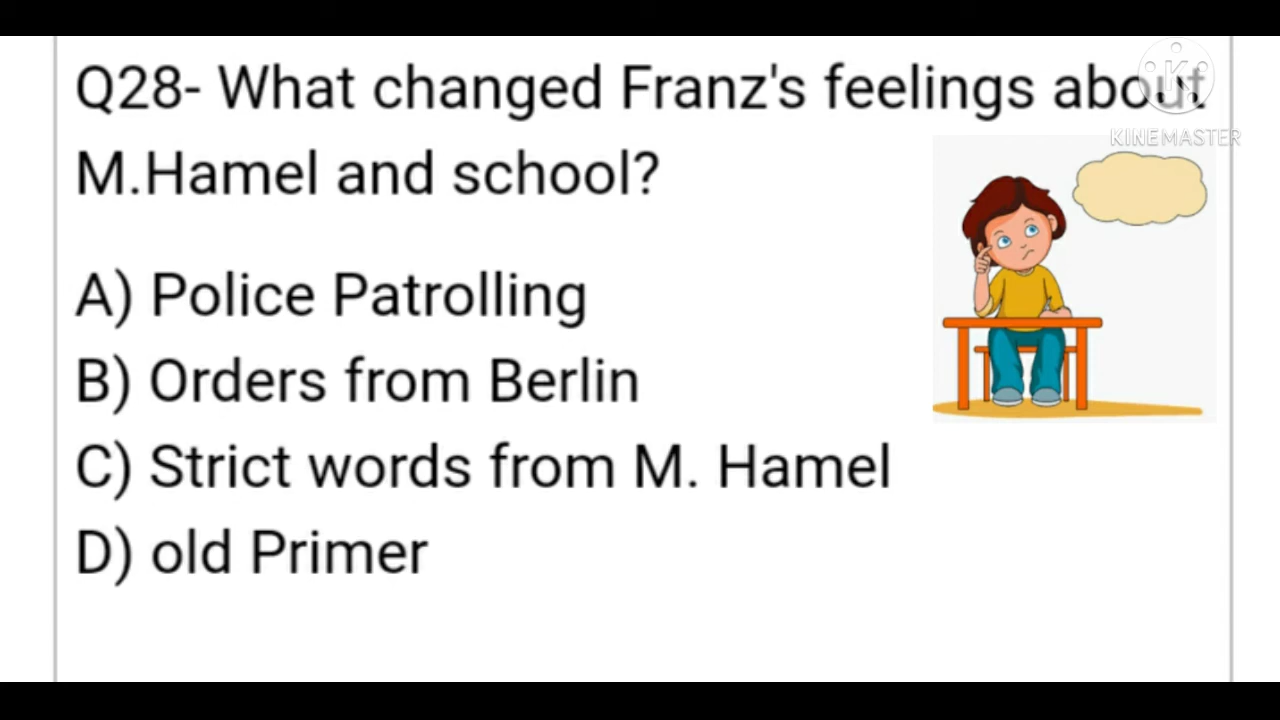 Q28- What changed Franz's feelings about
M.Hamel and school?
A) Police Patrolling
B) Orders from Berlin
C) Strict words from M. Hamel
D) old Primer
K
KINEMASTER